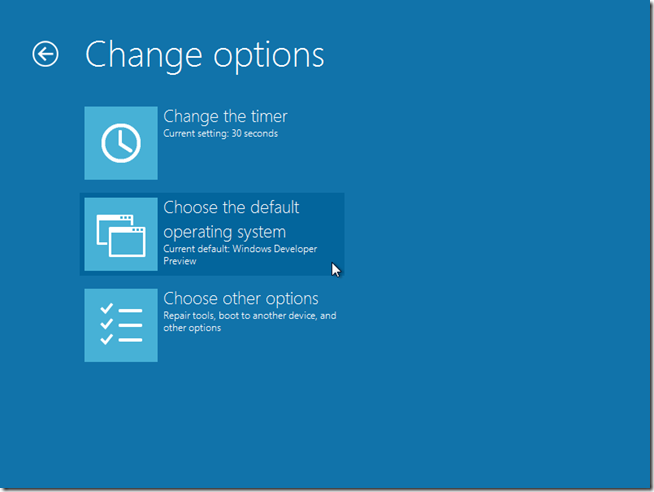 Change options
Change the timer
Current setting: 30 seconds
Choose the default
operating system
Current default: Windows Developer
Preview
Choose other options
Repair tools, boot to another device, and
other options